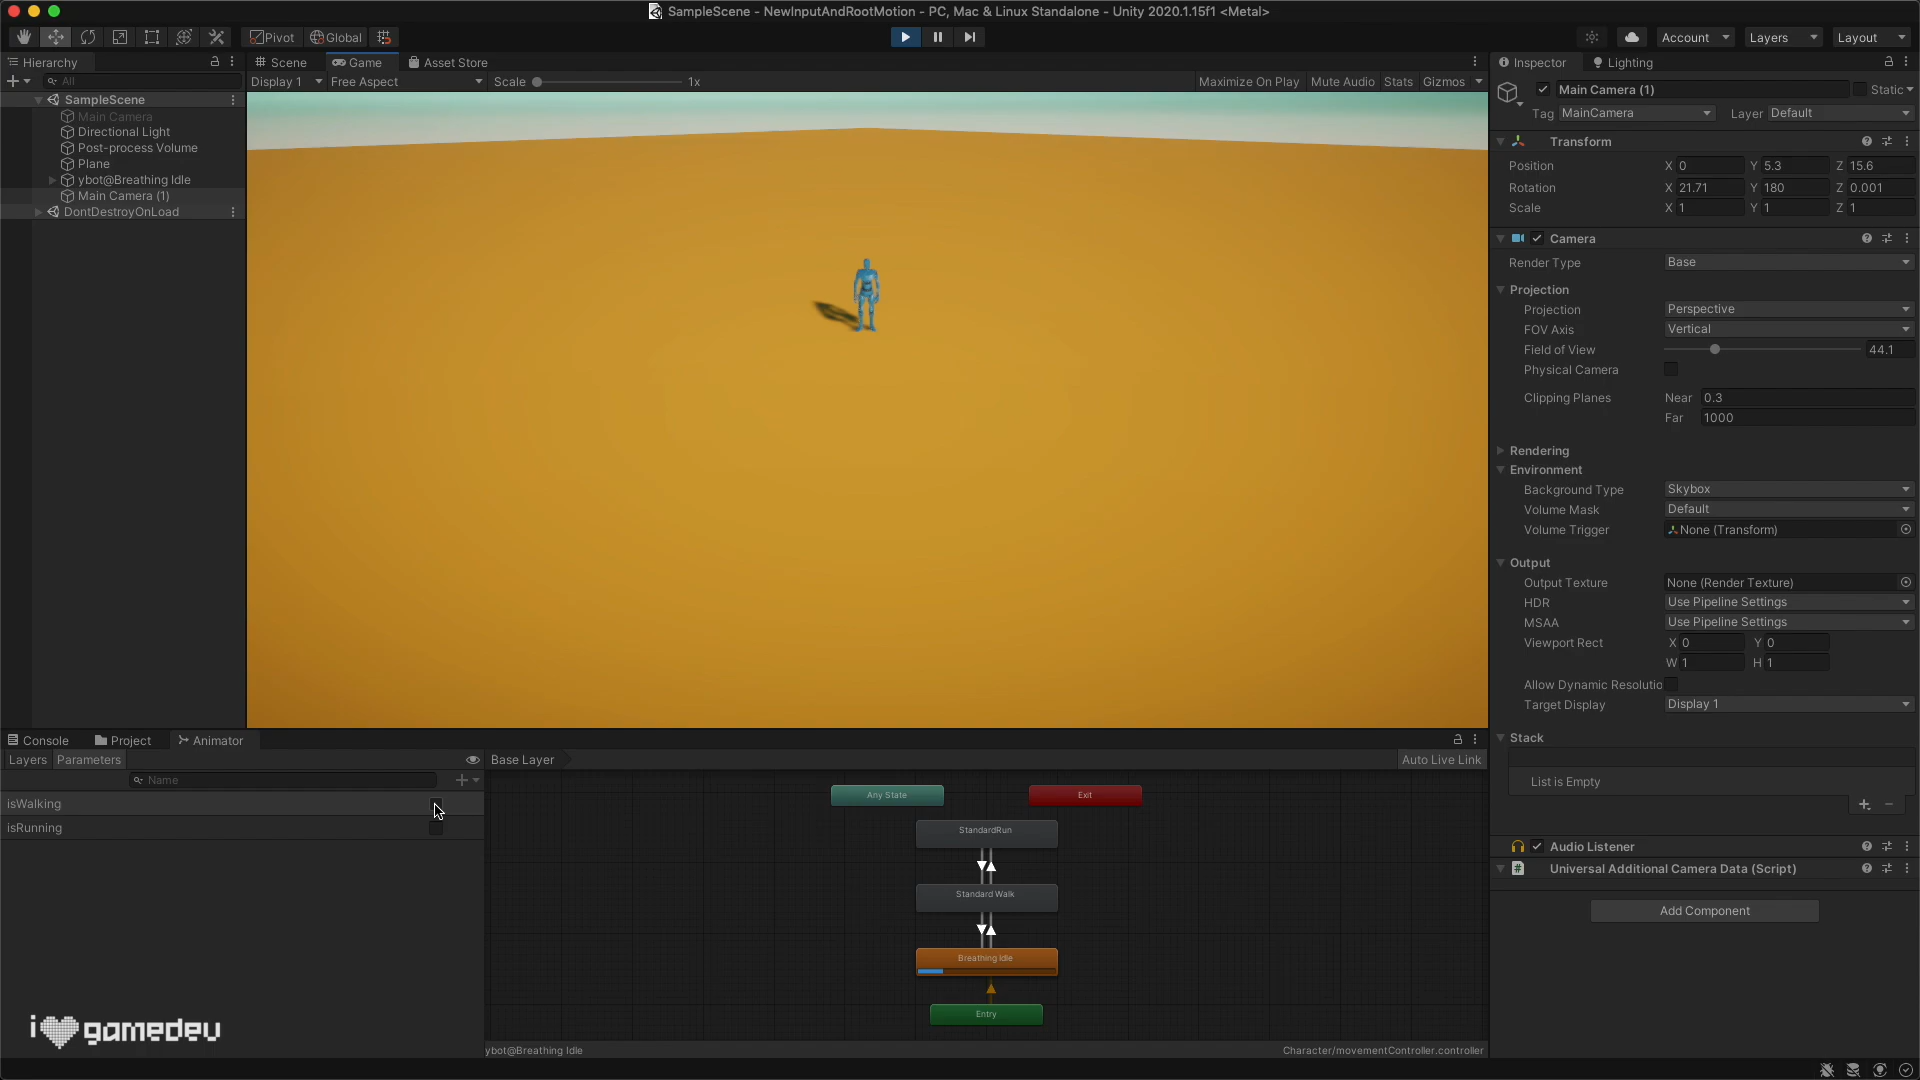 SampleScene - NewInputAndRootMotion - PC, Mac & Linux Standalone - Unity 2020.1.15f1 <Metal>
Pivot Global
Account Layers Layout
Hierarchy
All
SampleScene
Main Camera
Directional Light
Post-process Volume
Plane
ybot@Breathing Idle
Main Camera (1)
DontDestroyOnLoad
Scene Game Asset Store
Display 1 Free Aspect Scale 1x Maximize On Play Mute Audio Stats Gizmos
Inspector Lighting
Main Camera (1) Static
Tag MainCamera Layer Default
Transform
Position X 0 Y 5.3 Z 15.6
Rotation X 21.71 Y 180 Z 0.001
Scale X 1 Y 1 Z 1
Camera
Render Type Base
Projection
Projection Perspective
FOV Axis Vertical
Field of View 44.1
Physical Camera
Clipping Planes Near 0.3
Far 1000
Rendering
Environment
Background Type Skybox
Volume Mask Default
Volume Trigger None (Transform)
Output
Output Texture None (Render Texture)
HDR Use Pipeline Settings
MSAA Use Pipeline Settings
Viewport Rect X 0 Y 0
W 1 H 1
Allow Dynamic Resolutio
Target Display Display 1
Stack
List is Empty
Audio Listener
Universal Additional Camera Data (Script)
Add Component
Console Project Animator
Layers Parameters
Name
isWalking
isRunning
Base Layer Auto Live Link
Any State Exit
StandardRun
Standard Walk
Breathing Idle
Entry
ybot@Breathing Idle Character/movementController.controller
i gamedev